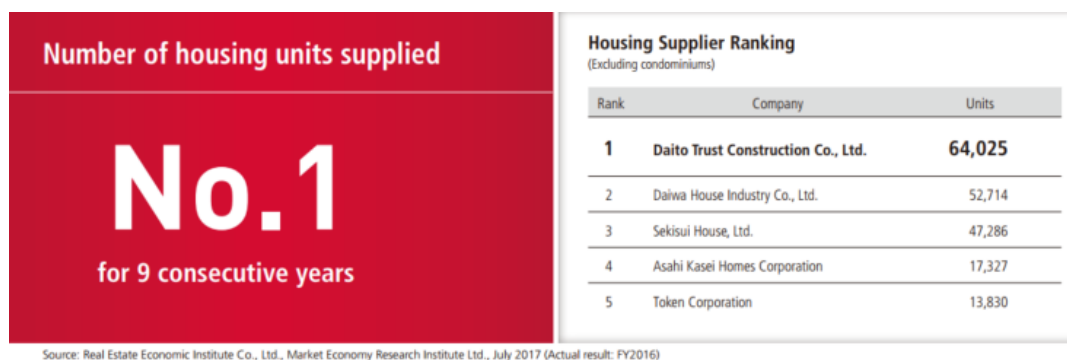 Number of housing units supplied
No.1
for 9 consecutive years
Housing Supplier Ranking
(Excluding condominiums)
Rank Company Units
1 Daito Trust Construction Co., Ltd. 64,025
2 Daiwa House Industry Co., Ltd. 52,714
3 Sekisui House, Ltd. 47,286
4 Asahi Kasei Homes Corporation 17,327
5 Token Corporation 13,830
Source: Real Estate Economic Institute Co., Ltd., Market Economy Research Institute Ltd., July 2017 (Actual result: FY2016)